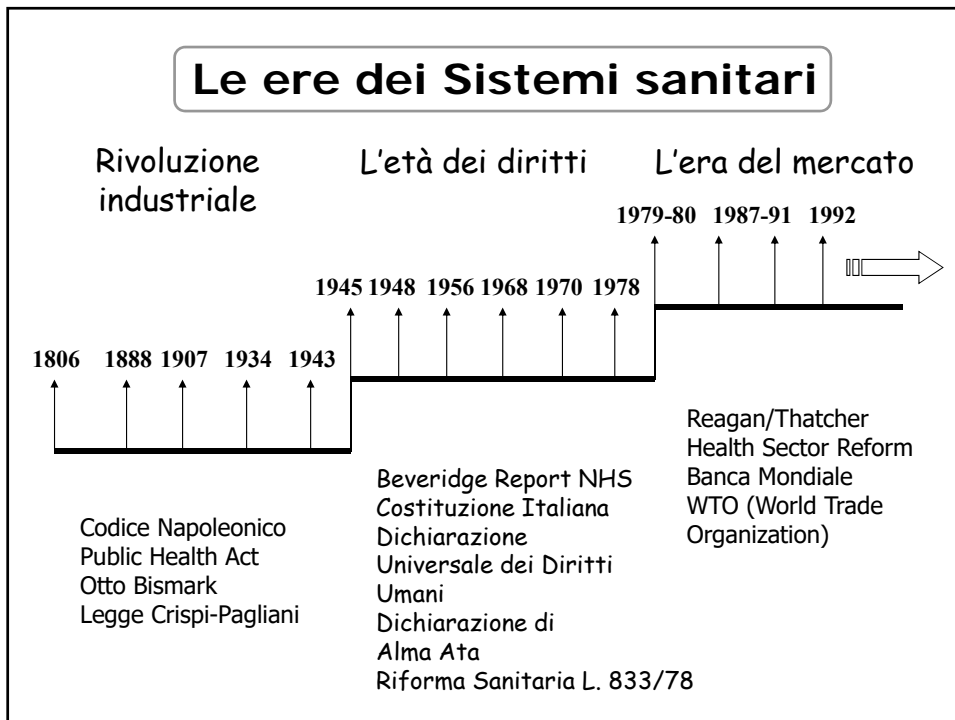 Le ere dei Sistemi sanitari
Rivoluzione
industriale
L'età dei diritti
L'era del mercato
1979-80 1987-91 1992
1945 1948 1956 1968 1970 1978
1806 1888 1907 1934 1943
Codice Napoleonico
Public Health Act
Otto Bismark
Legge Crispi-Pagliani
Beveridge Report NHS
Costituzione Italiana
Dichiarazione
Universale dei Diritti
Umani
Dichiarazione di
Alma Ata
Riforma Sanitaria L. 833/78
Reagan/Thatcher
Health Sector Reform
Banca Mondiale
WTO (World Trade
Organization)